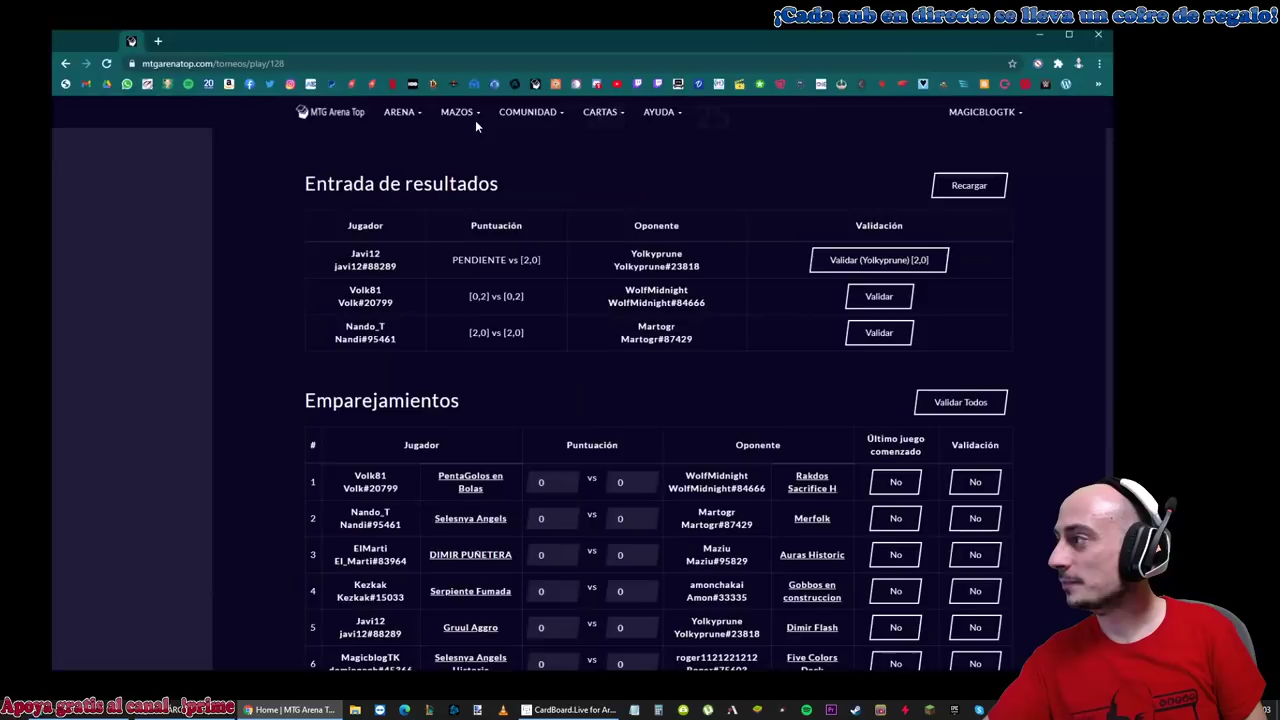 ¡Cada sub en directo se lleva un cofre de regalo!
mtgarenatop.com/torneos/play/128
MTG Arena Top ARENA MAZOS COMUNIDAD CARTAS AYUDA MAGICBLOGTK
Entrada de resultados Recargar
Jugador Puntuación Oponente Validación
Javi12 PENDIENTE vs [2,0] Yolkyprune Validar (Yolkyprune) [2,0]
javi12#88289 Yolkyprune#23818
Volk81 [0,2] vs [0,2] WolfMidnight Validar
Volk#20799 WolfMidnight#84666
Nando_T [2,0] vs [2,0] Martogr Validar
Nandi#95461 Martogr#87429
Emparejamientos Validar Todos
# Jugador Puntuación Oponente Último juego comenzado Validación
1 Volk81 PentaGolos en 0 vs 0 WolfMidnight Rakdos No No
Volk#20799 Bolas WolfMidnight#84666 Sacrifice H
2 Nando_T Selesnya Angels 0 vs 0 Martogr Merfolk No No
Nandi#95461 Martogr#87429
3 ElMarti DIMIR PUÑETERA 0 vs 0 Maziu Auras Historic No No
El_Marti#83964 Maziu#95829
4 Kezkak Serpiente Fumada 0 vs 0 amonchakai Gobbos en No No
Kezkak#15033 Amon#33335 construccion
5 Javi12 Gruul Aggro 0 vs 0 Yolkyprune Dimir Flash No No
javi12#88289 Yolkyprune#23818
6 MagicblogTK Selesnya Angels 0 vs 0 roger1121221212 Five Colors No No
Apoya gratis al canal !prime
Home | MTG Arena T... CardBoard.Live for Ar...